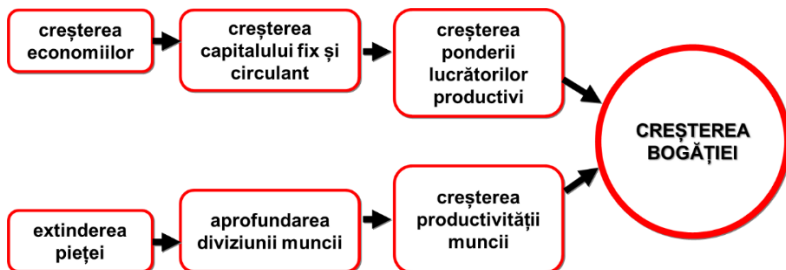 creșterea
economiilor
creșterea
capitalului fix și
circulant
creșterea
ponderii
lucrătorilor
productivi
CREȘTEREA
BOGĂȚIEI
extinderea
pieței
aprofundarea
diviziunii muncii
creșterea
productivității
muncii